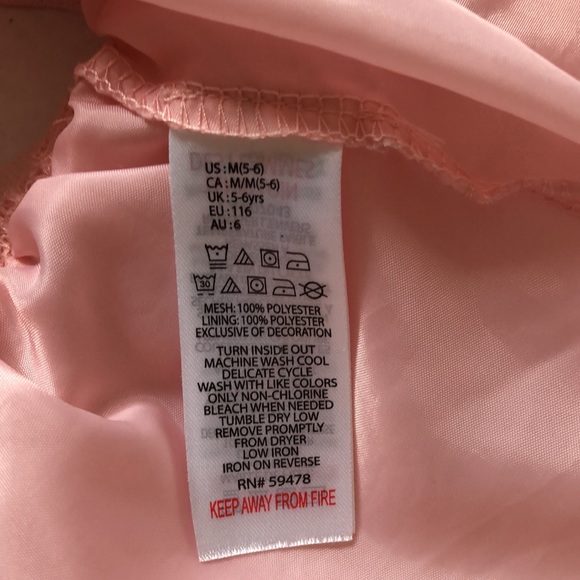 US : M(5-6)
CA : M/M(5-6)
UK : 5-6yrs
EU : 116
AU : 6
30
MESH: 100% POLYESTER
LINING: 100% POLYESTER
EXCLUSIVE OF DECORATION
TURN INSIDE OUT
MACHINE WASH COOL
DELICATE CYCLE
WASH WITH LIKE COLORS
ONLY NON-CHLORINE
BLEACH WHEN NEEDED
TUMBLE DRY LOW
REMOVE PROMPTLY
FROM DRYER
LOW IRON
IRON ON REVERSE
RN# 59478
KEEP AWAY FROM FIRE